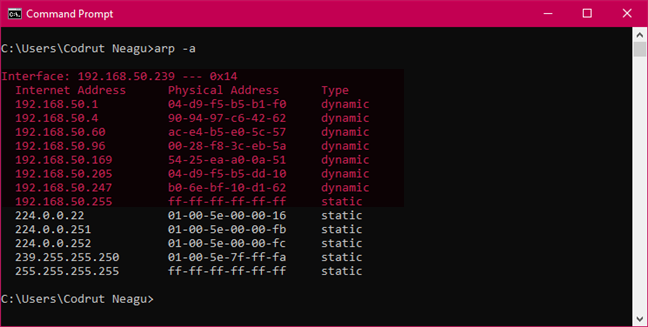 Command Prompt
C:\Users\Codrut Neagu>arp -a
Interface: 192.168.50.239 --- 0x14
Internet Address Physical Address Type
192.168.50.1 04-d9-f5-b5-b1-f0 dynamic
192.168.50.4 90-94-97-c6-42-62 dynamic
192.168.50.60 ac-e4-b5-e0-5c-57 dynamic
192.168.50.96 00-28-f8-3c-eb-5a dynamic
192.168.50.169 54-25-ea-a0-0a-51 dynamic
192.168.50.205 04-d9-f5-b5-dd-10 dynamic
192.168.50.247 b0-6e-bf-10-d1-62 dynamic
192.168.50.255 ff-ff-ff-ff-ff-ff static
224.0.0.22 01-00-5e-00-00-16 static
224.0.0.251 01-00-5e-00-00-fb static
224.0.0.252 01-00-5e-00-00-fc static
239.255.255.250 01-00-5e-7f-ff-fa static
255.255.255.255 ff-ff-ff-ff-ff-ff static
C:\Users\Codrut Neagu>